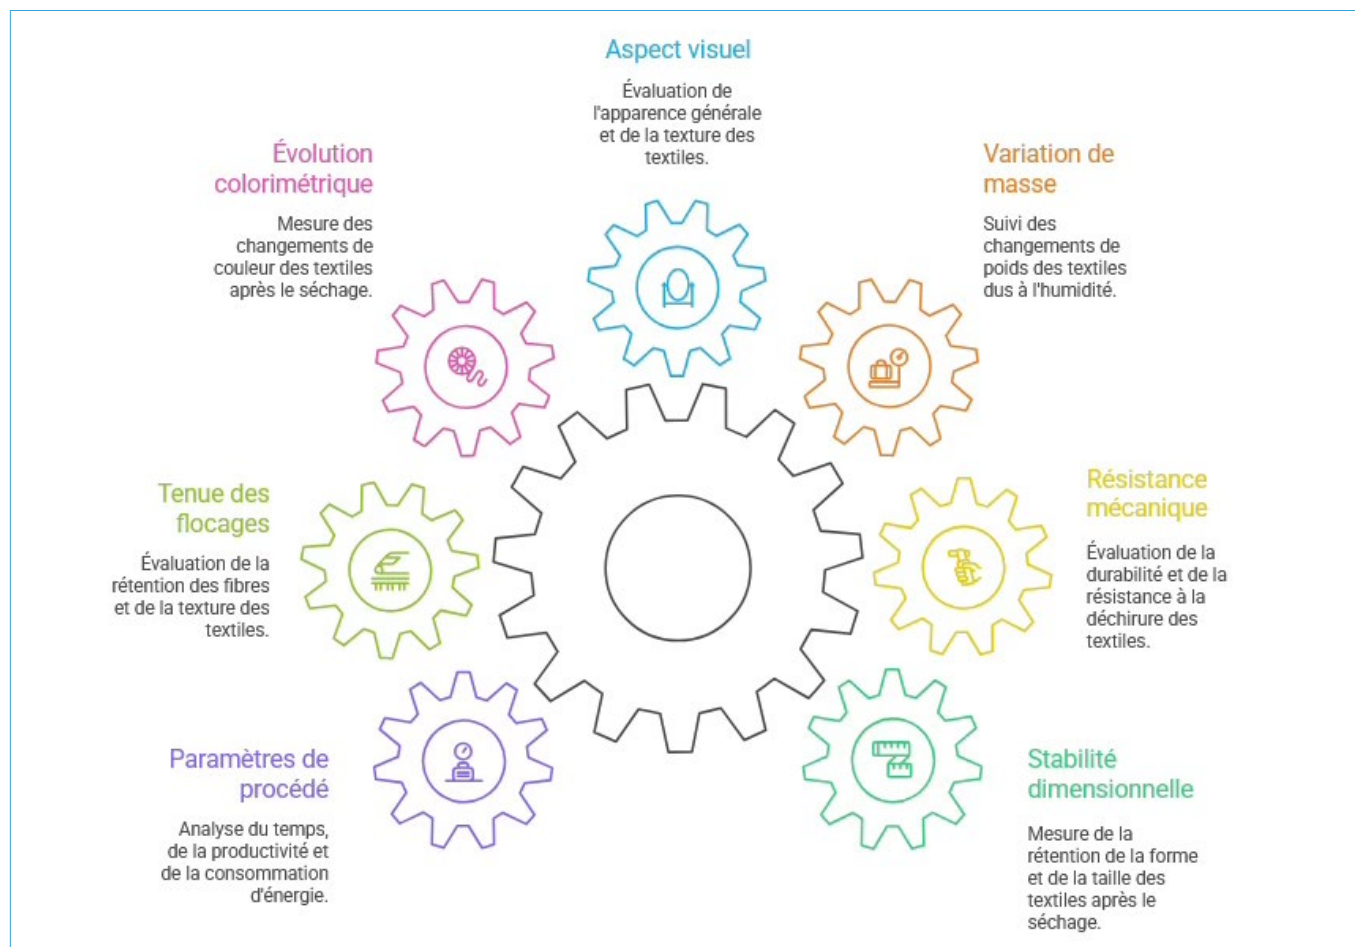 Aspect visuel
Évaluation de
l'apparence générale
et de la texture des
textiles.
Évolution
colorimétrique
Mesure des
changements de
couleur des textiles
après le séchage.
Variation de
masse
Suivi des
changements de
poids des textiles
dus à l'humidité.
Tenue des
flocages
Évaluation de la
rétention des fibres
et de la texture des
textiles.
Résistance
mécanique
Évaluation de la
durabilité et de la
résistance à la
déchirure des
textiles.
Paramètres de
procédé
Analyse du temps,
de la productivité et
de la consommation
d'énergie.
Stabilité
dimensionnelle
Mesure de la
rétention de la forme
et de la taille des
textiles après le
séchage.